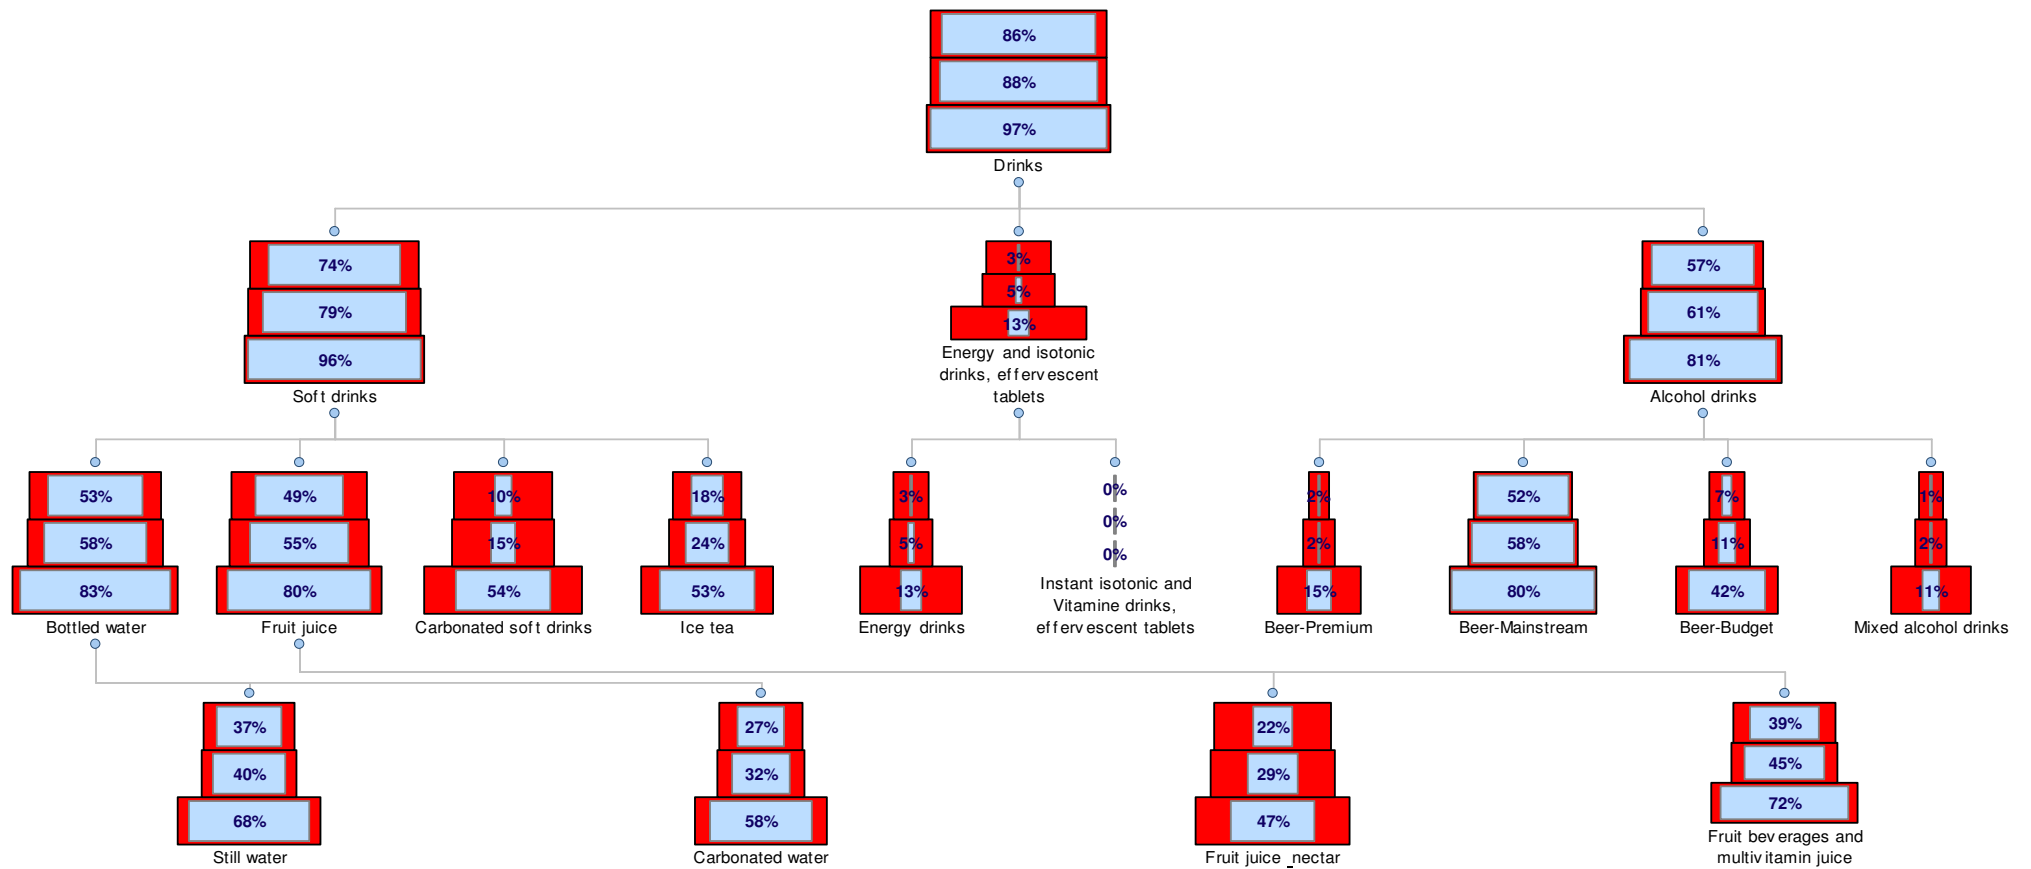 86%
88%
97%
Drinks
74%
79%
96%
Soft drinks
3%
5%
13%
Energy and isotonic
drinks, effervescent
tablets
57%
61%
81%
Alcohol drinks
53%
58%
83%
Bottled water
49%
55%
80%
Fruit juice
10%
15%
54%
Carbonated soft drinks
18%
24%
53%
Ice tea
3%
5%
13%
Energy drinks
0%
0%
0%
Instant isotonic and
Vitamine drinks,
effervescent tablets
2%
2%
15%
Beer-Premium
52%
58%
80%
Beer-Mainstream
7%
11%
42%
Beer-Budget
1%
2%
11%
Mixed alcohol drinks
37%
40%
68%
Still water
27%
32%
58%
Carbonated water
22%
29%
47%
Fruit juice _nectar
39%
45%
72%
Fruit beverages and
multivitamin juice